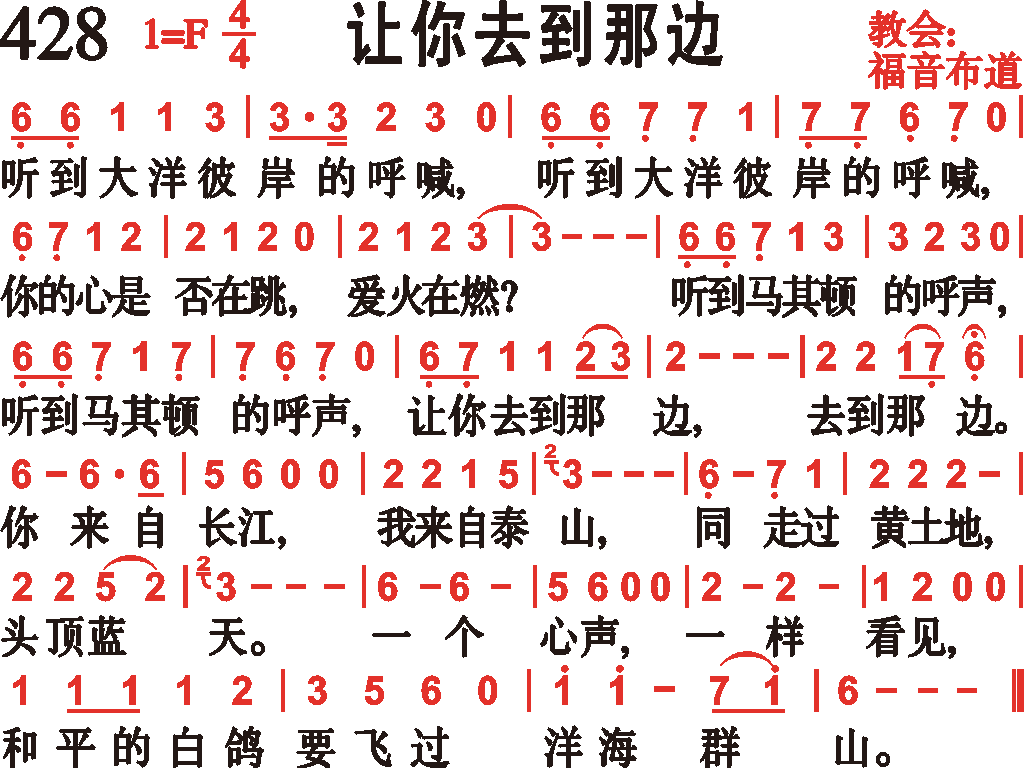 428 1=F 4/4 让你去到那边 教会:
福音布道
6 6 1 1 3 | 3 · 3 2 3 0 | 6 6 7 7 1 | 7 7 6 7 0 |
听到大洋彼 岸 的呼喊, 听到大洋彼 岸的呼喊,
6 7 1 2 | 2 1 2 0 | 2 1 2 3 | 3 - - - | 6 6 7 1 3 | 3 2 3 0 |
你的心是 否在跳, 爱火在燃? 听到马其顿 的呼声,
6 6 7 1 7 | 7 6 7 0 | 6 7 1 1 2 3 | 2 - - - | 2 2 1 7 6 |
听到马其顿 的呼声, 让你去到那 边, 去到那 边。
6 - 6 · 6 | 5 6 0 0 | 2 2 1 5 | 2 3 - - - | 6 - 7 1 | 2 2 2 - |
你 来 自 长江, 我来自泰 山, 同 走过 黄土地,
2 2 5 2 | 2 3 - - - | 6 - 6 - | 5 6 0 0 | 2 - 2 - | 1 2 0 0 |
头顶蓝 天。 一 个 心声, 一 样 看见,
1 1 1 1 2 | 3 5 6 0 | 1 1 - 7 1 | 6 - - - ‖
和平的白鸽 要飞过 洋海 群 山。